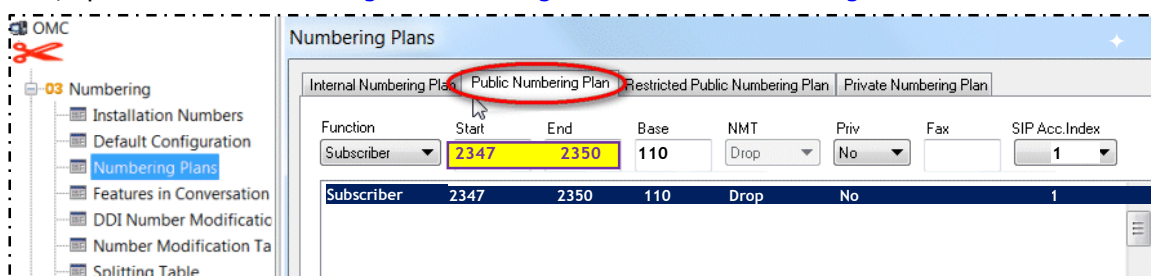 OMC
Numbering Plans
03 Numbering
Installation Numbers
Default Configuration
Numbering Plans
Features in Conversation
DDI Number Modificatio
Number Modification Ta
Splitting Table
Internal Numbering Plan Public Numbering Plan Restricted Public Numbering Plan Private Numbering Plan
Function Start End Base NMT Priv Fax SIP Acc.Index
Subscriber 2347 2350 110 Drop No 1
Subscriber 2347 2350 110 Drop No 1